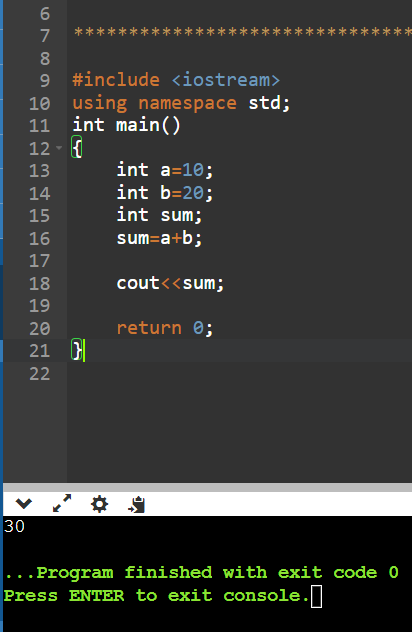 6
7 *******************************
8
9 #include <iostream>
10 using namespace std;
11 int main()
12 {
13 int a=10;
14 int b=20;
15 int sum;
16 sum=a+b;
17
18 cout<<sum;
19
20 return 0;
21 }
22
30
...Program finished with exit code 0
Press ENTER to exit console.